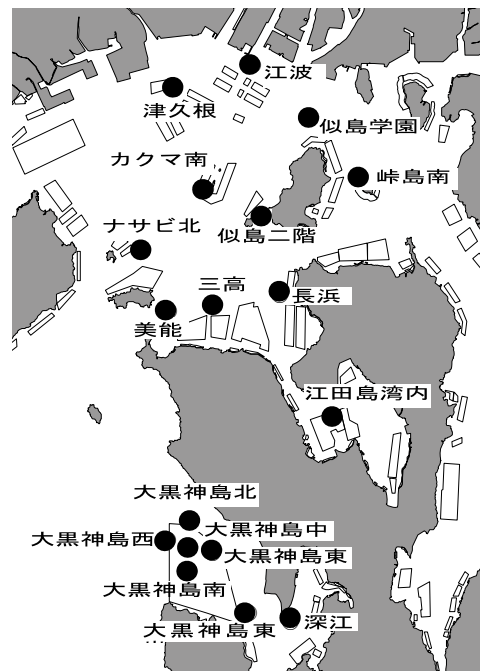 江波
津久根
似島学園
カクマ南
峠島南
ナサビ北
似島二階
三高
長浜
美能
江田島湾内
大黒神島北
大黒神島中
大黒神島西
大黒神島東
大黒神島南
大黒神島東
深江